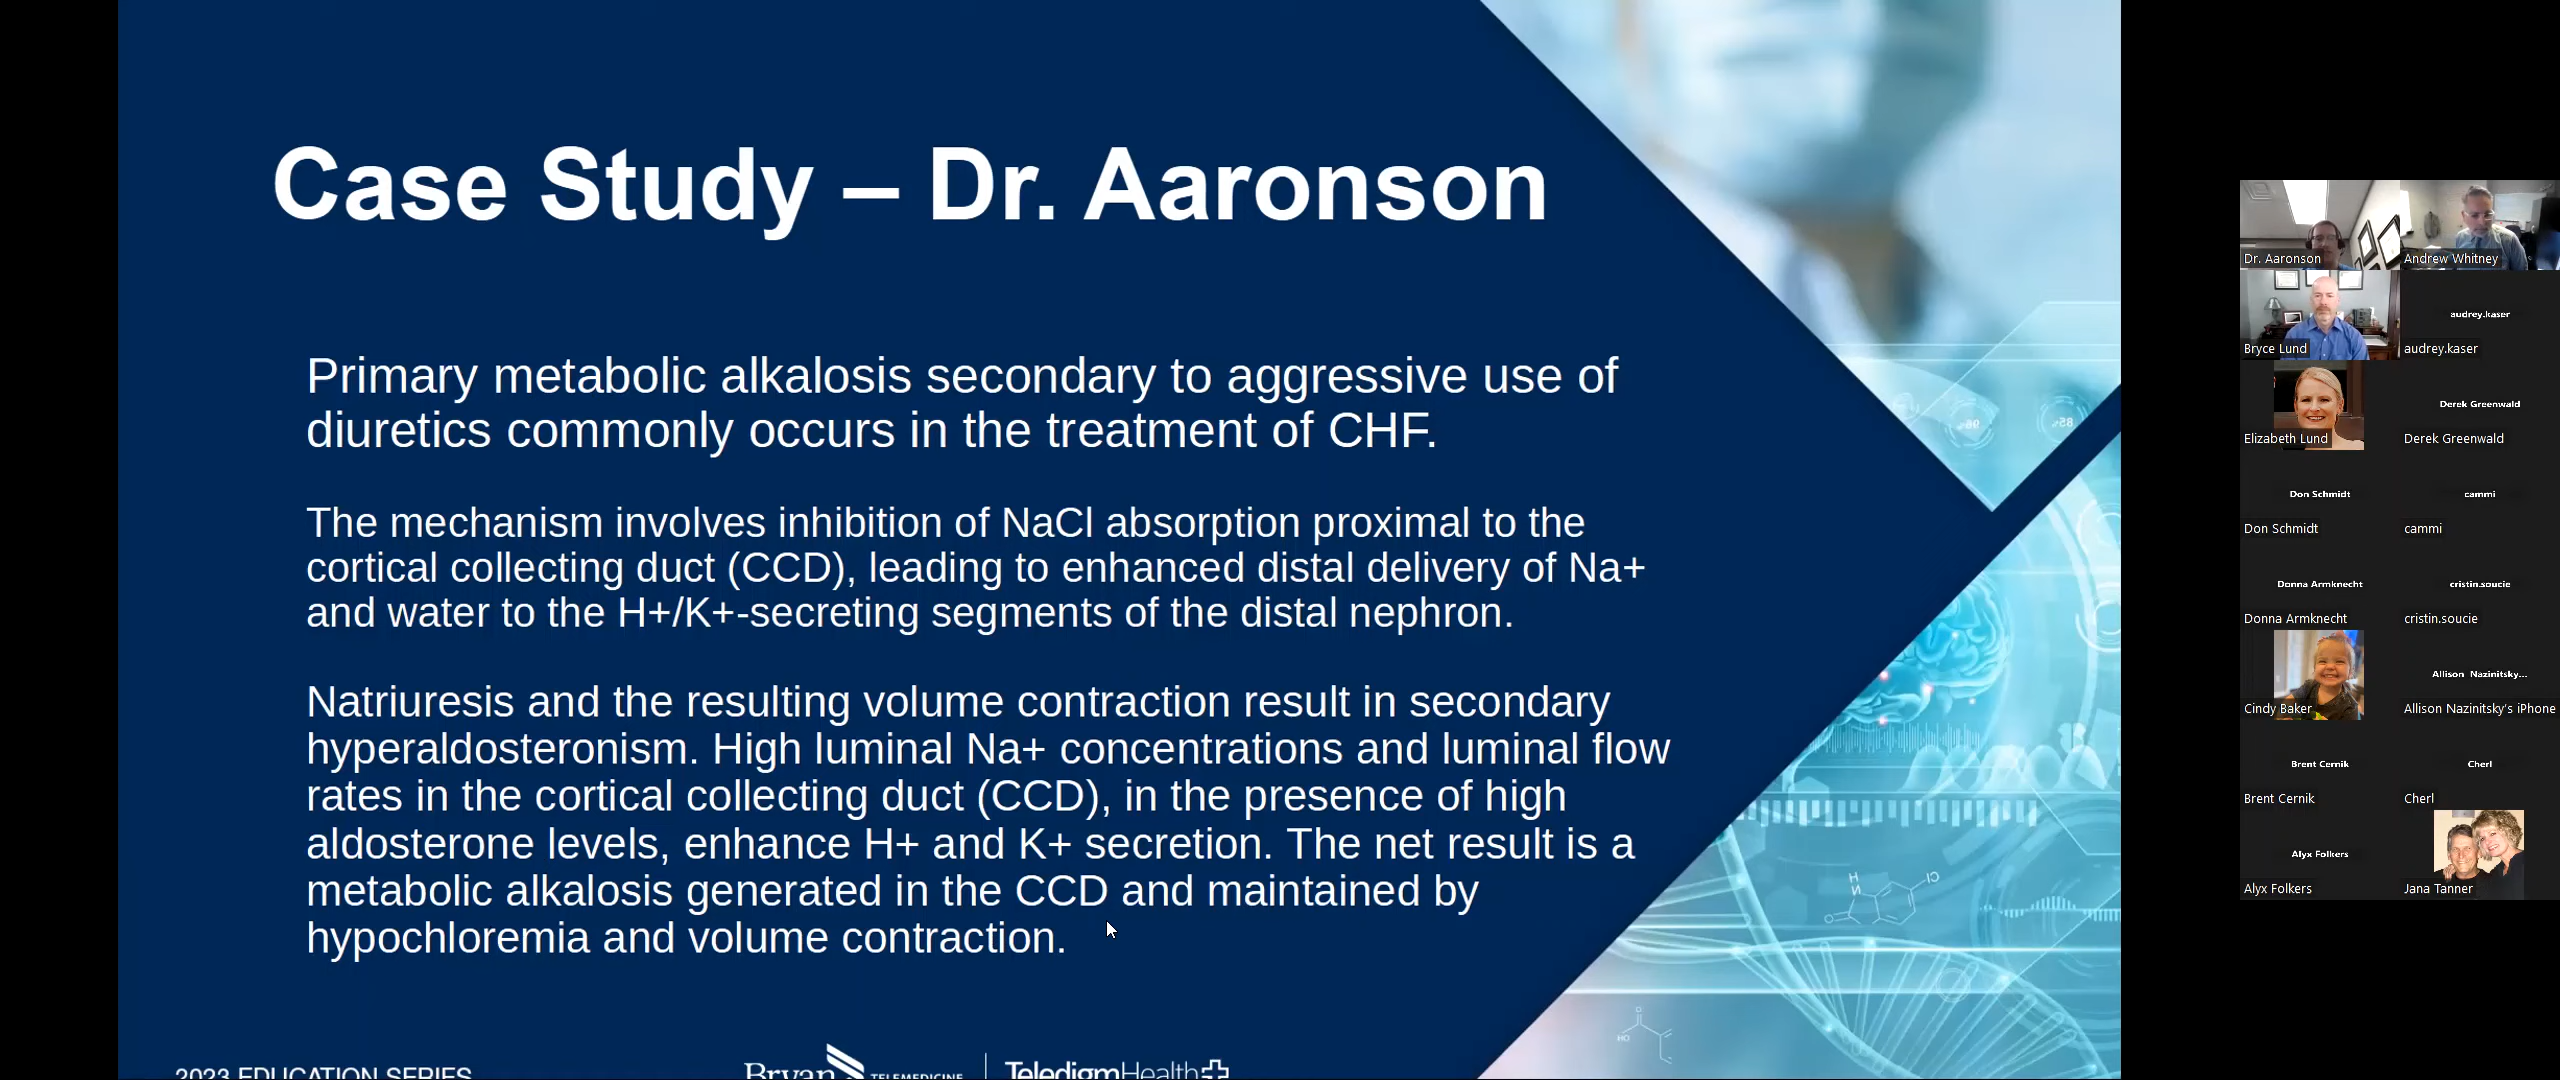 Case Study – Dr. Aaronson
Primary metabolic alkalosis secondary to aggressive use of
diuretics commonly occurs in the treatment of CHF.
The mechanism involves inhibition of NaCl absorption proximal to the
cortical collecting duct (CCD), leading to enhanced distal delivery of Na+
and water to the H+/K+-secreting segments of the distal nephron.
Natriuresis and the resulting volume contraction result in secondary
hyperaldosteronism. High luminal Na+ concentrations and luminal flow
rates in the cortical collecting duct (CCD), in the presence of high
aldosterone levels, enhance H+ and K+ secretion. The net result is a
metabolic alkalosis generated in the CCD and maintained by
hypochloremia and volume contraction.
2023 EDUCATION SERIES
Bryan TELEMEDICINE
TeledigmHealth
Dr. Aaronson
Andrew Whitney
Bryce Lund
audrey.kaser
audrey.kaser
Elizabeth Lund
Derek Greenwald
Derek Greenwald
Don Schmidt
Don Schmidt
cammi
cammi
Donna Armknecht
Donna Armknecht
cristin.soucie
cristin.soucie
Cindy Baker
Allison Nazinitsky...
Allison Nazinitsky's iPhone
Brent Cernik
Brent Cernik
Cherl
Cherl
Alyx Folkers
Alyx Folkers
Jana Tanner
H
N
Cl
O
HO
O